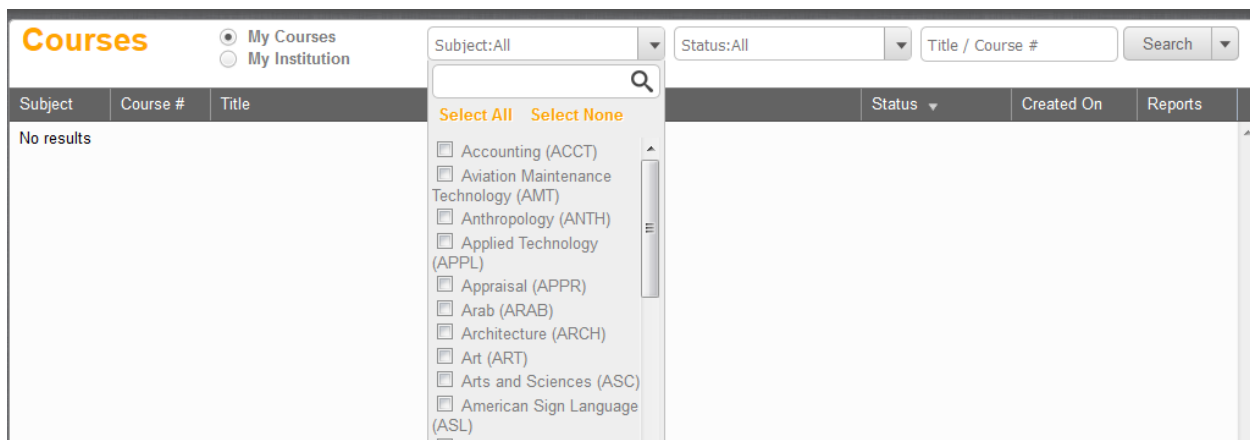 Courses
My Courses
My Institution
Subject:All
Status:All
Title / Course #
Search
Select All Select None
Subject Course # Title Status Created On Reports
No results
Accounting (ACCT)
Aviation Maintenance
Technology (AMT)
Anthropology (ANTH)
Applied Technology
(APPL)
Appraisal (APPR)
Arab (ARAB)
Architecture (ARCH)
Art (ART)
Arts and Sciences (ASC)
American Sign Language
(ASL)